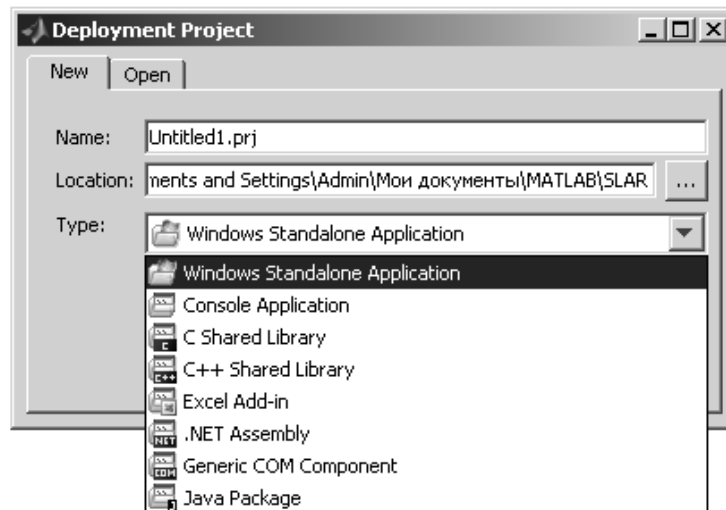 Deployment Project
New Open
Name: Untitled1.prj
Location: ments and Settings\Admin\Мои документы\MATLAB\SLAR ...
Type: Windows Standalone Application
Windows Standalone Application
Console Application
C Shared Library
C++ Shared Library
Excel Add-in
.NET Assembly
Generic COM Component
Java Package